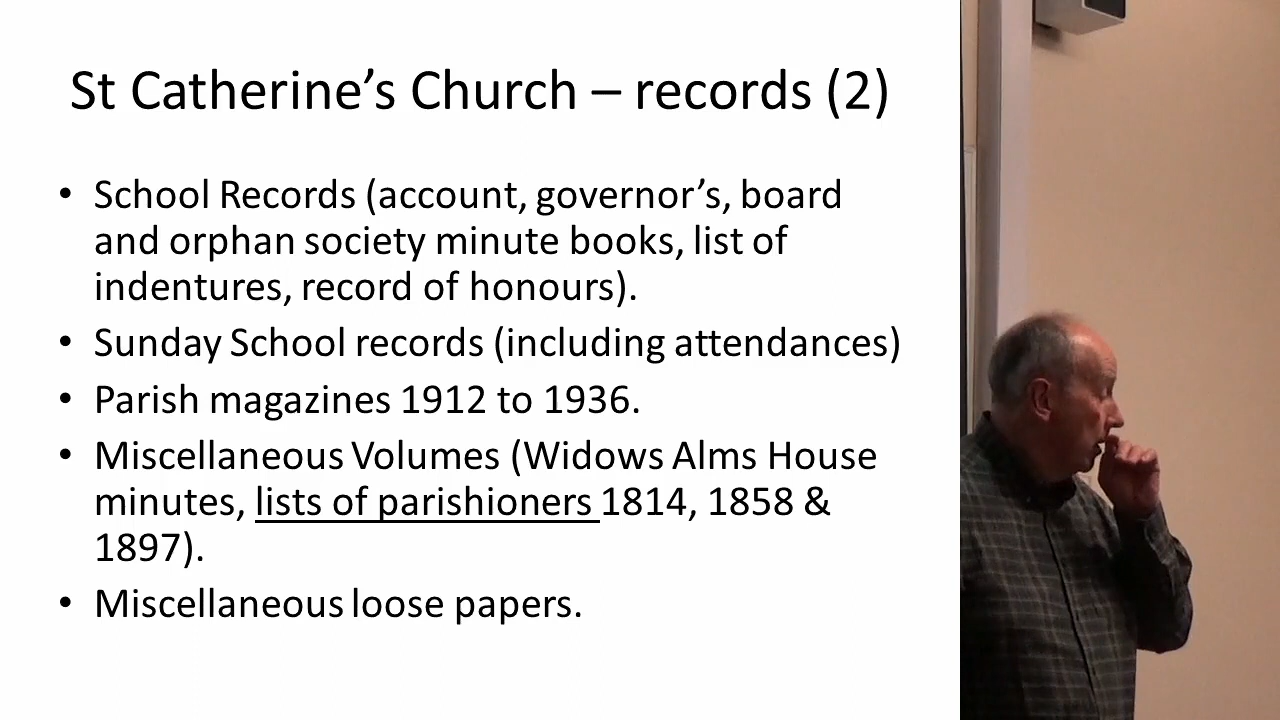 St Catherine’s Church – records (2)
• School Records (account, governor’s, board
and orphan society minute books, list of
indentures, record of honours).
• Sunday School records (including attendances)
• Parish magazines 1912 to 1936.
• Miscellaneous Volumes (Widows Alms House
minutes, lists of parishioners 1814, 1858 &
1897).
• Miscellaneous loose papers.